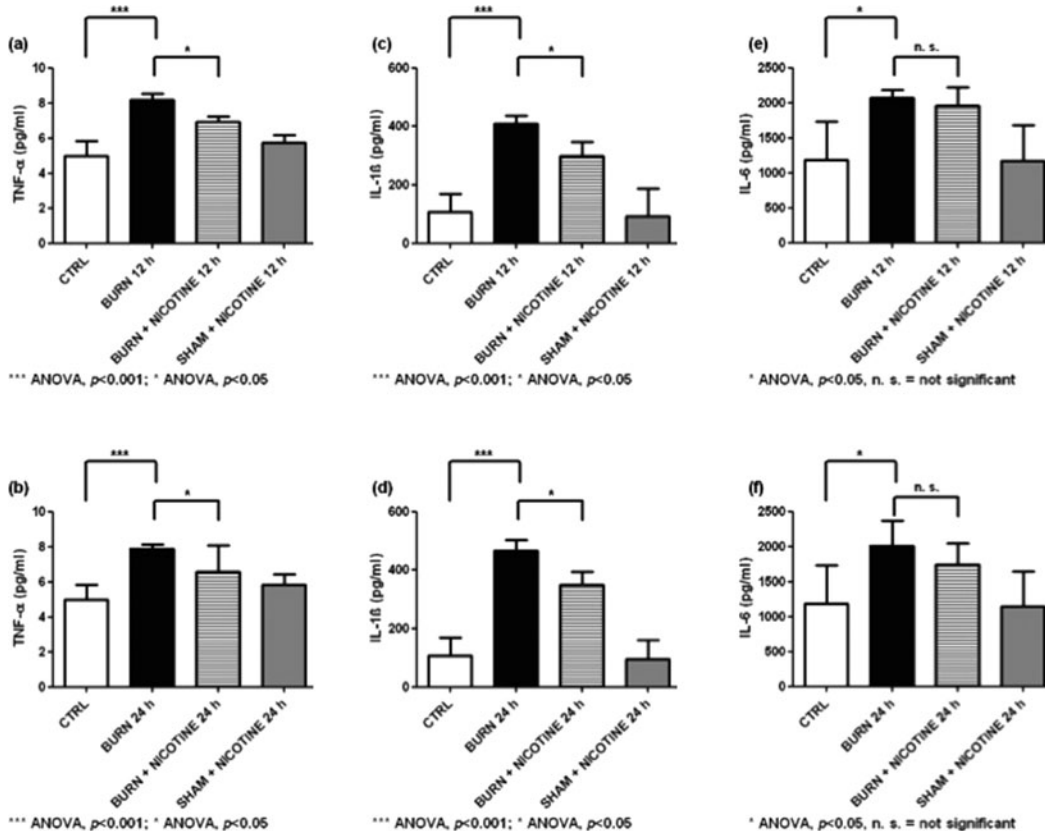 ***
(a)
*
10
8
6
4
2
0
TNF-α (pg/ml)
CTRL
BURN 12 h
BURN + NICOTINE 12 h
SHAM + NICOTINE 12 h
*** ANOVA, p<0.001; * ANOVA, p<0.05
***
(c)
*
600
400
200
0
IL-1ß (pg/ml)
CTRL
BURN 12 h
BURN + NICOTINE 12 h
SHAM + NICOTINE 12 h
*** ANOVA, p<0.001; * ANOVA, p<0.05
*
(e)
n. s.
2500
2000
1500
1000
500
0
IL-6 (pg/ml)
CTRL
BURN 12 h
BURN + NICOTINE 12 h
SHAM + NICOTINE 12 h
* ANOVA, p<0.05, n. s. = not significant
***
(b)
*
10
8
6
4
2
0
TNF-α (pg/ml)
CTRL
BURN 24 h
BURN + NICOTINE 24 h
SHAM + NICOTINE 24 h
*** ANOVA, p<0.001; * ANOVA, p<0.05
***
(d)
*
600
400
200
0
IL-1ß (pg/ml)
CTRL
BURN 24 h
BURN + NICOTINE 24 h
SHAM + NICOTINE 24 h
*** ANOVA, p<0.001; * ANOVA, p<0.05
*
(f)
n. s.
2500
2000
1500
1000
500
0
IL-6 (pg/ml)
CTRL
BURN 24 h
BURN + NICOTINE 24 h
SHAM + NICOTINE 24 h
* ANOVA, p<0.05, n. s. = not significant